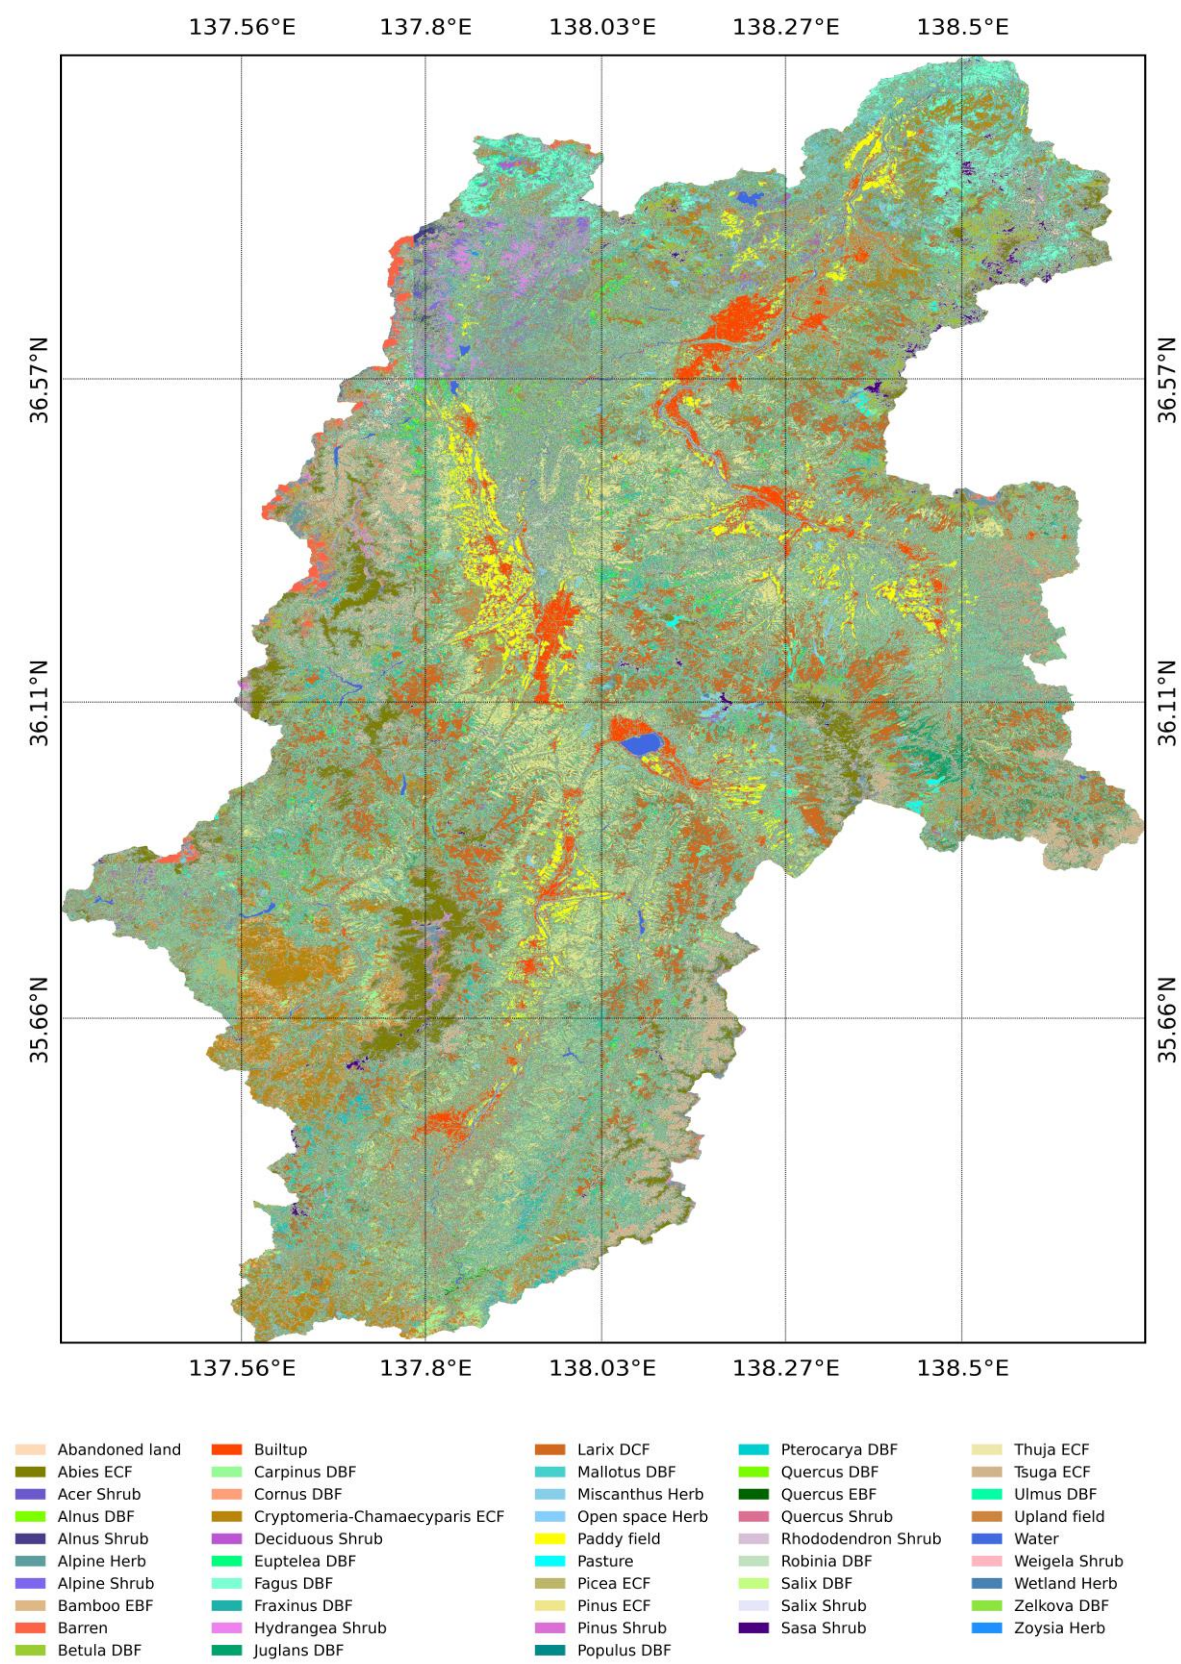 137.56°E 137.8°E 138.03°E 138.27°E 138.5°E
36.57°N 36.57°N
36.11°N 36.11°N
35.66°N 35.66°N
137.56°E 137.8°E 138.03°E 138.27°E 138.5°E
Abandoned land
Abies ECF
Acer Shrub
Alnus DBF
Alnus Shrub
Alpine Herb
Alpine Shrub
Bamboo EBF
Barren
Betula DBF
Builtup
Carpinus DBF
Cornus DBF
Cryptomeria-Chamaecyparis ECF
Deciduous Shrub
Euptelea DBF
Fagus DBF
Fraxinus DBF
Hydrangea Shrub
Juglans DBF
Larix DCF
Mallotus DBF
Miscanthus Herb
Open space Herb
Paddy field
Pasture
Picea ECF
Pinus ECF
Pinus Shrub
Populus DBF
Pterocarya DBF
Quercus DBF
Quercus EBF
Quercus Shrub
Rhododendron Shrub
Robinia DBF
Salix DBF
Salix Shrub
Sasa Shrub
Thuja ECF
Tsuga ECF
Ulmus DBF
Upland field
Water
Weigela Shrub
Wetland Herb
Zelkova DBF
Zoysia Herb